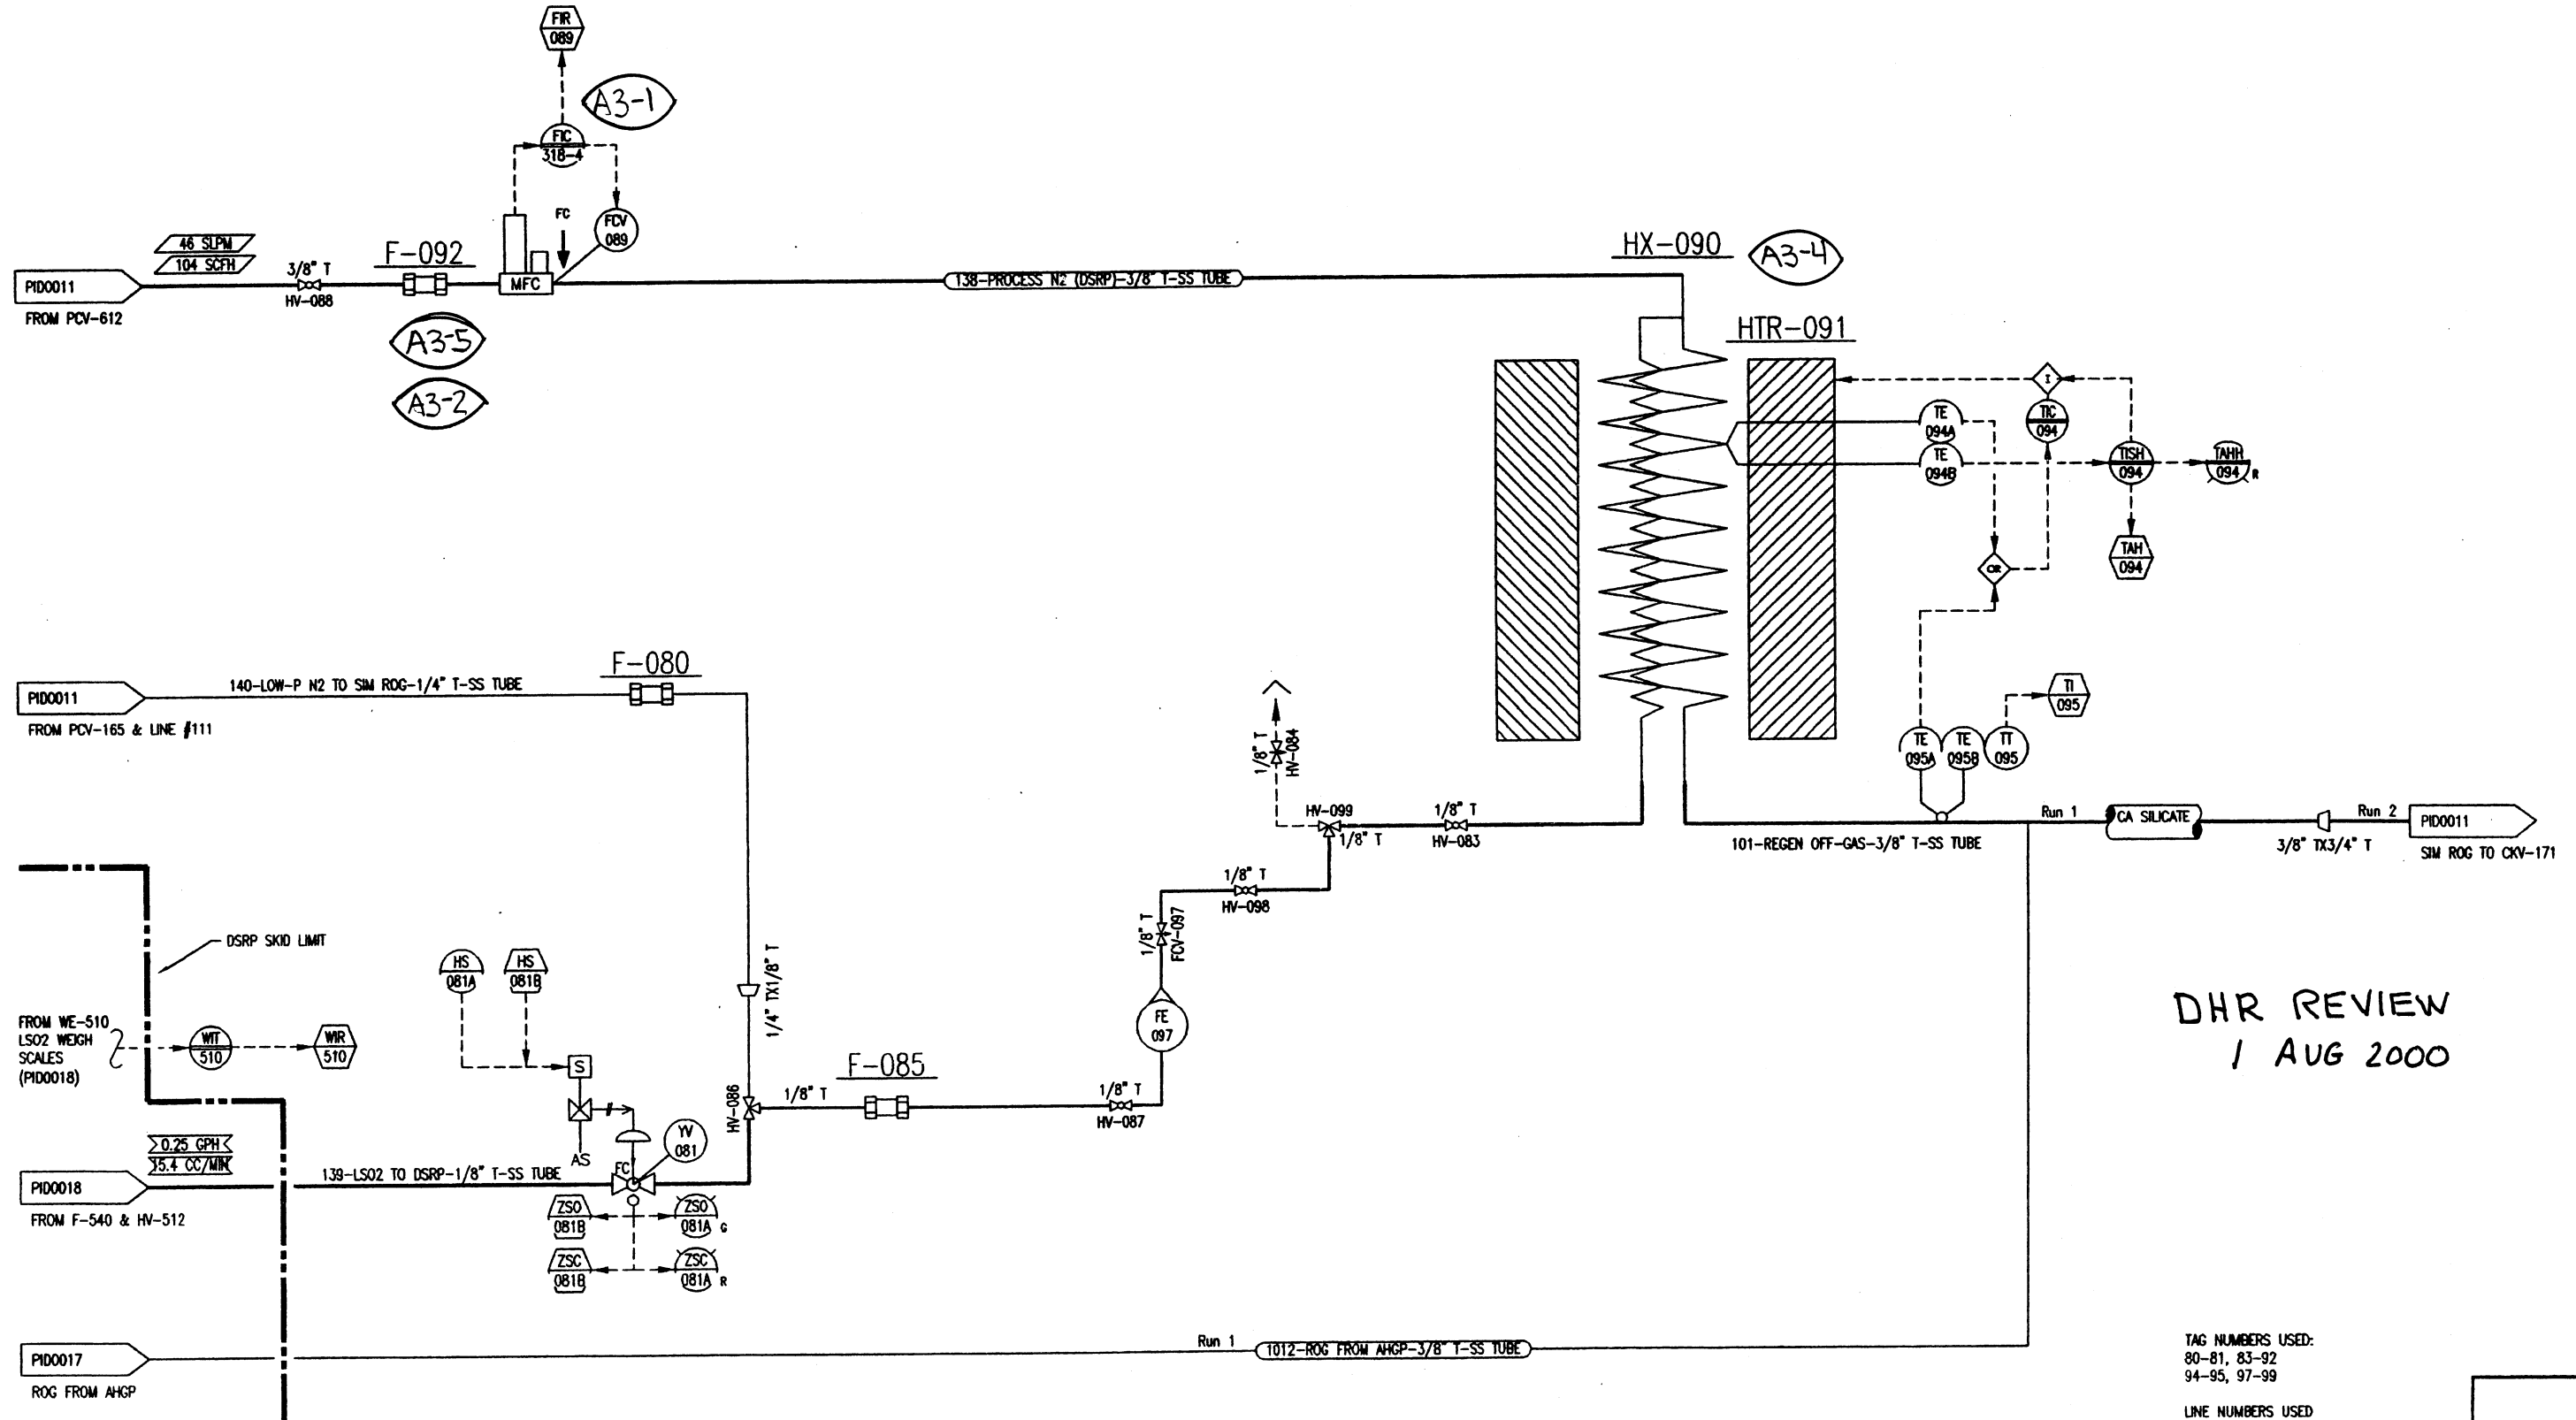 FIR
089
A3-1
FIC
318-4
FC
FCV
089
46 SLPM
104 SCFH
3/8" T
HV-088
F-092
MFC
PID0011
FROM PCV-612
A3-5
A3-2
138-PROCESS N2 (DSRP)-3/8" T-SS TUBE
HX-090
A3-4
HTR-091
I
TE
094A
TIC
094
TE
094B
TISH
094
TAHH
094
R
TAH
094
OR
TI
095
TE
095A
TE
095B
TT
095
F-080
PID0011
140-LOW-P N2 TO SIM ROG-1/4" T-SS TUBE
FROM PCV-165 & LINE #111
1/8" T
HV-084
HV-099
1/8" T
1/8" T
HV-083
101-REGEN OFF-GAS-3/8" T-SS TUBE
Run 1
CA SILICATE
3/8" TX3/4" T
Run 2
PID0011
SIM ROG TO CKV-171
1/8" T
HV-098
1/8" T
FCV-097
FE
097
DSRP SKID LIMIT
HS
081A
HS
081B
1/4" TX1/8" T
FROM WE-510
LSO2 WEIGH
SCALES
(PID0018)
WIT
510
WIR
510
S
AS
F-085
HV-086
1/8" T
1/8" T
HV-087
DHR REVIEW
1 AUG 2000
0.25 GPH
15.4 CC/MIN
YV
081
FC
PID0018
139-LSO2 TO DSRP-1/8" T-SS TUBE
FROM F-540 & HV-512
ZSO
081B
ZSO
081A
G
ZSC
081B
ZSC
081A
R
PID0017
ROG FROM AHGP
Run 1
1012-ROG FROM AHGP-3/8" T-SS TUBE
TAG NUMBERS USED:
80-81, 83-92
94-95, 97-99
LINE NUMBERS USED